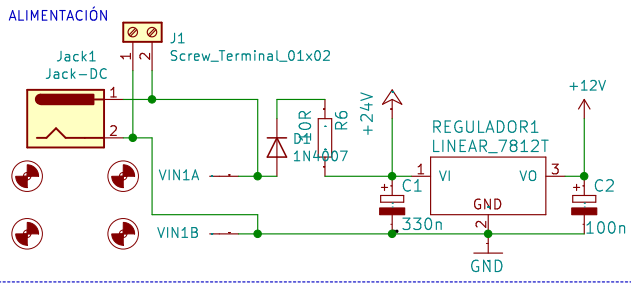 ALIMENTACIÓN
J1
Screw_Terminal_01x02
1
2
Jack1
Jack-DC
1
2
+24V
+12V
D1
1N4007
R6
REGULADOR1
LINEAR_7812T
VIN1A
1
VI
VO
3
GND
2
C1
330n
C2
100n
VIN1B
GND